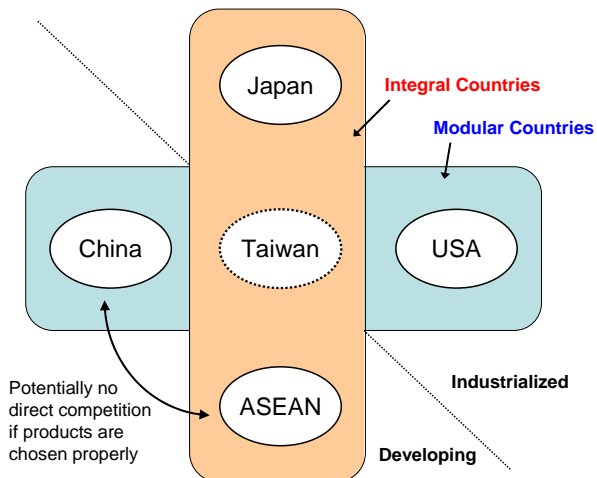 Japan
Integral Countries
Modular Countries
China
Taiwan
USA
Potentially no
direct competition
if products are
chosen properly
ASEAN
Industrialized
Developing